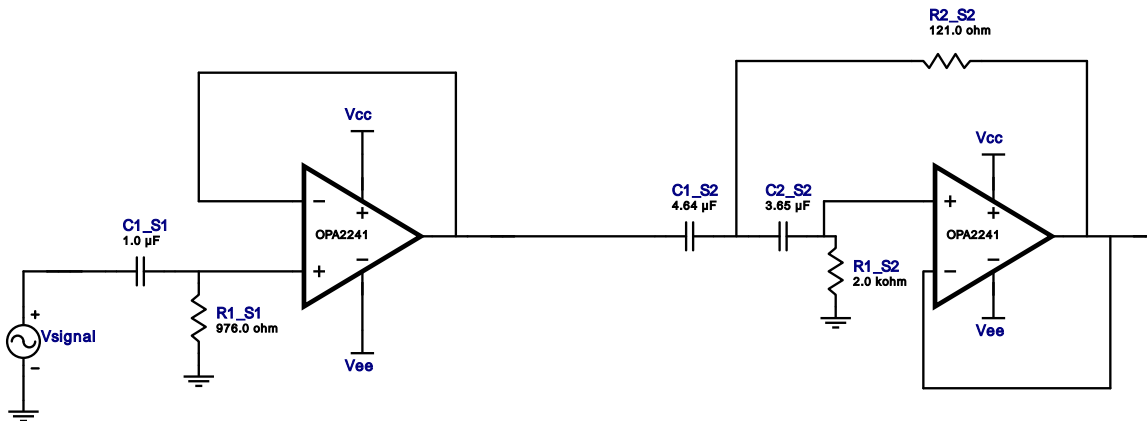 R2_S2
121.0 ohm
Vcc
−
+
OPA2241
−
+
C1_S1
1.0 µF
R1_S1
976.0 ohm
Vee
+
Vsignal
−
C1_S2
4.64 µF
C2_S2
3.65 µF
Vcc
+
+
OPA2241
−
−
R1_S2
2.0 kohm
Vee